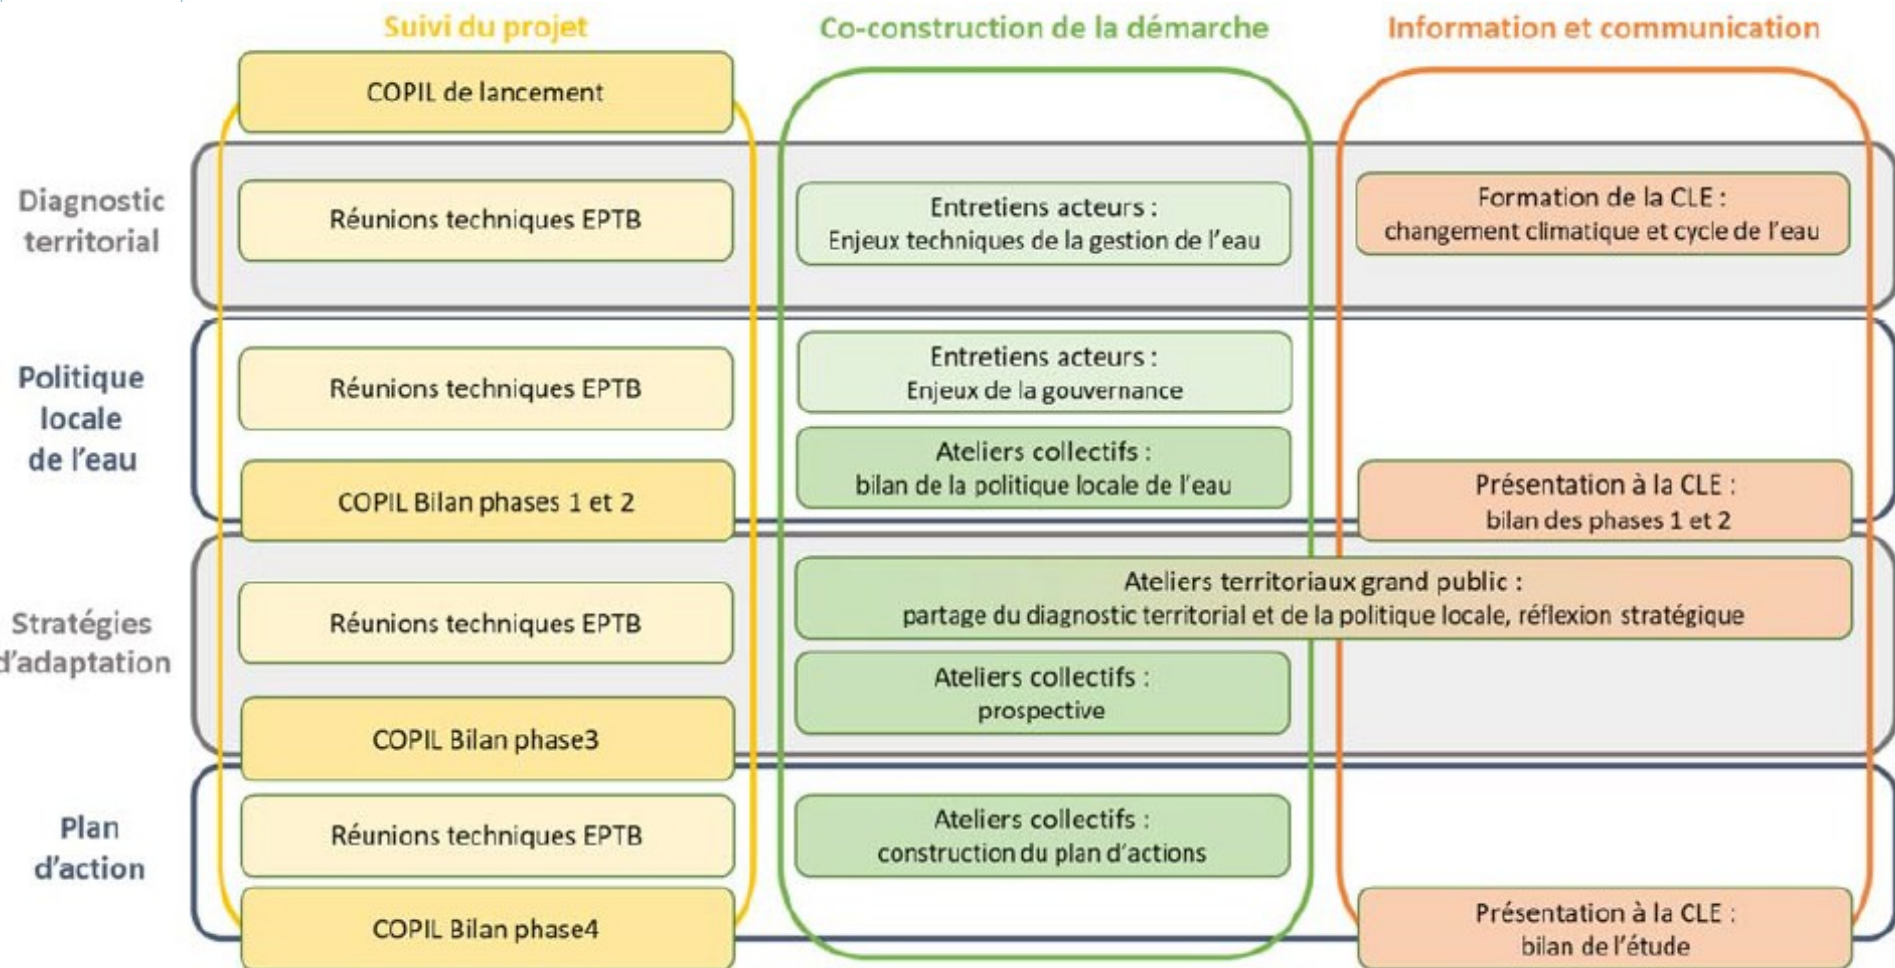 Suivi du projet
Co-construction de la démarche
Information et communication
COPIL de lancement
Diagnostic
territorial
Réunions techniques EPTB
Entretiens acteurs :
Enjeux techniques de la gestion de l'eau
Formation de la CLE :
changement climatique et cycle de l'eau
Politique
locale
de l'eau
Réunions techniques EPTB
COPIL Bilan phases 1 et 2
Entretiens acteurs :
Enjeux de la gouvernance
Ateliers collectifs :
bilan de la politique locale de l'eau
Présentation à la CLE :
bilan des phases 1 et 2
Stratégies
d'adaptation
Réunions techniques EPTB
COPIL Bilan phase3
Ateliers territoriaux grand public :
partage du diagnostic territorial et de la politique locale, réflexion stratégique
Ateliers collectifs :
prospective
Plan
d'action
Réunions techniques EPTB
COPIL Bilan phase4
Ateliers collectifs :
construction du plan d'actions
Présentation à la CLE :
bilan de l'étude